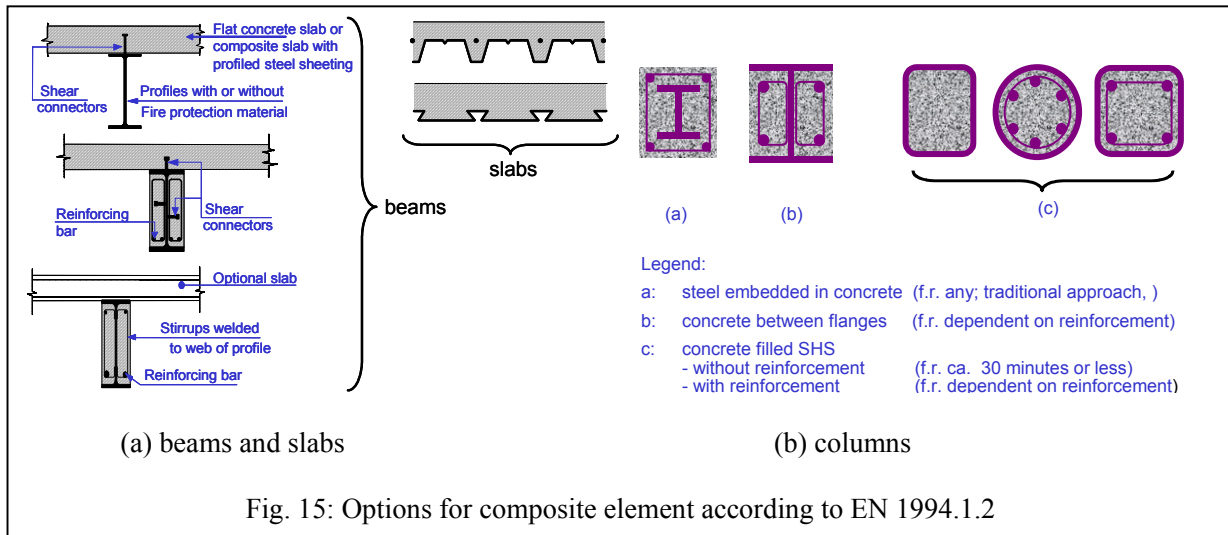 Flat concrete slab or
composite slab with
profiled steel sheeting
Shear
connectors
Profiles with or without
Fire protection material
Reinforcing
bar
Shear
connectors
Optional slab
Stirrups welded
to web of profile
Reinforcing bar
beams
slabs
(a)
(b)
(c)
Legend:
a: steel embedded in concrete (f.r. any; traditional approach, )
b: concrete between flanges (f.r. dependent on reinforcement)
c: concrete filled SHS
- without reinforcement (f.r. ca. 30 minutes or less)
- with reinforcement (f.r. dependent on reinforcement)
(a) beams and slabs
(b) columns
Fig. 15: Options for composite element according to EN 1994.1.2